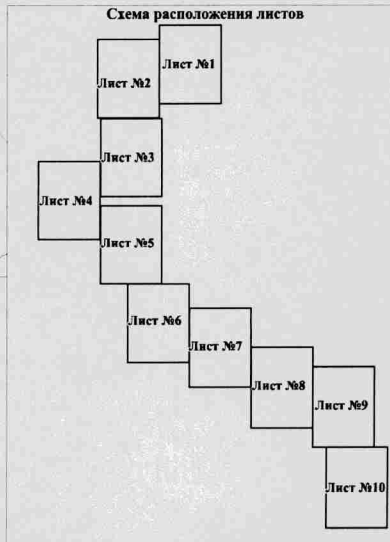 Схема расположения листов
Лист №1
Лист №2
Лист №3
Лист №4
Лист №5
Лист №6
Лист №7
Лист №8
Лист №9
Лист №10